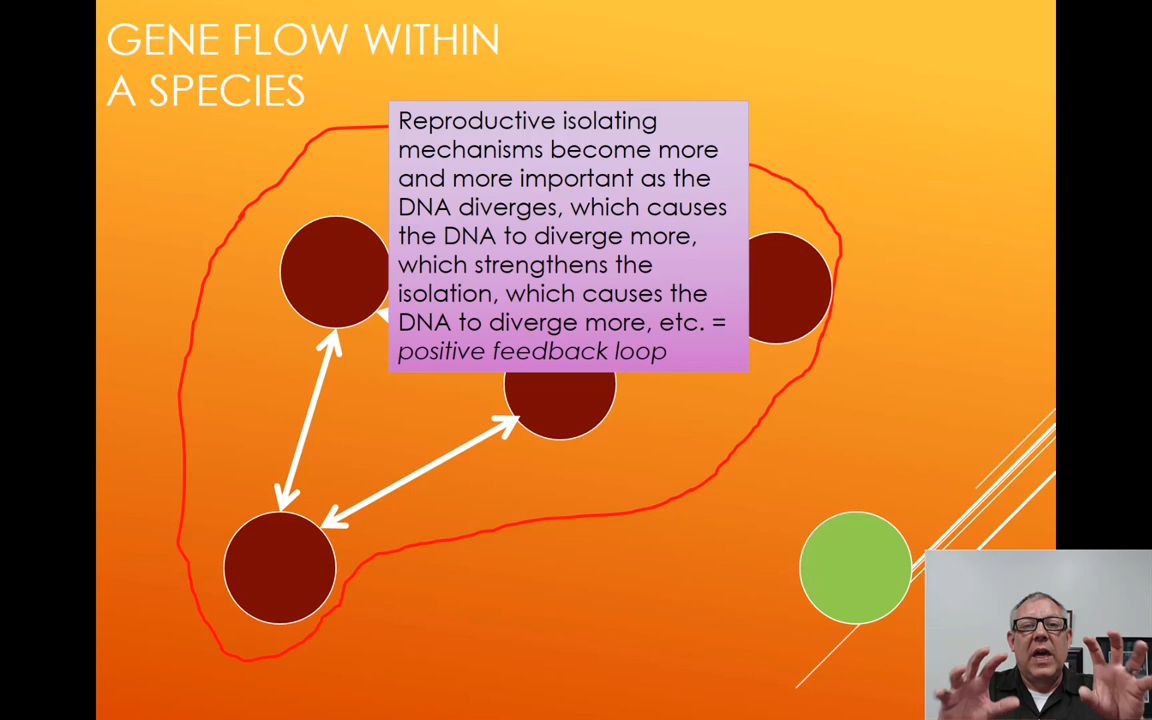 GENE FLOW WITHIN
A SPECIES
Reproductive isolating
mechanisms become more
and more important as the
DNA diverges, which causes
the DNA to diverge more,
which strengthens the
isolation, which causes the
DNA to diverge more, etc. =
positive feedback loop